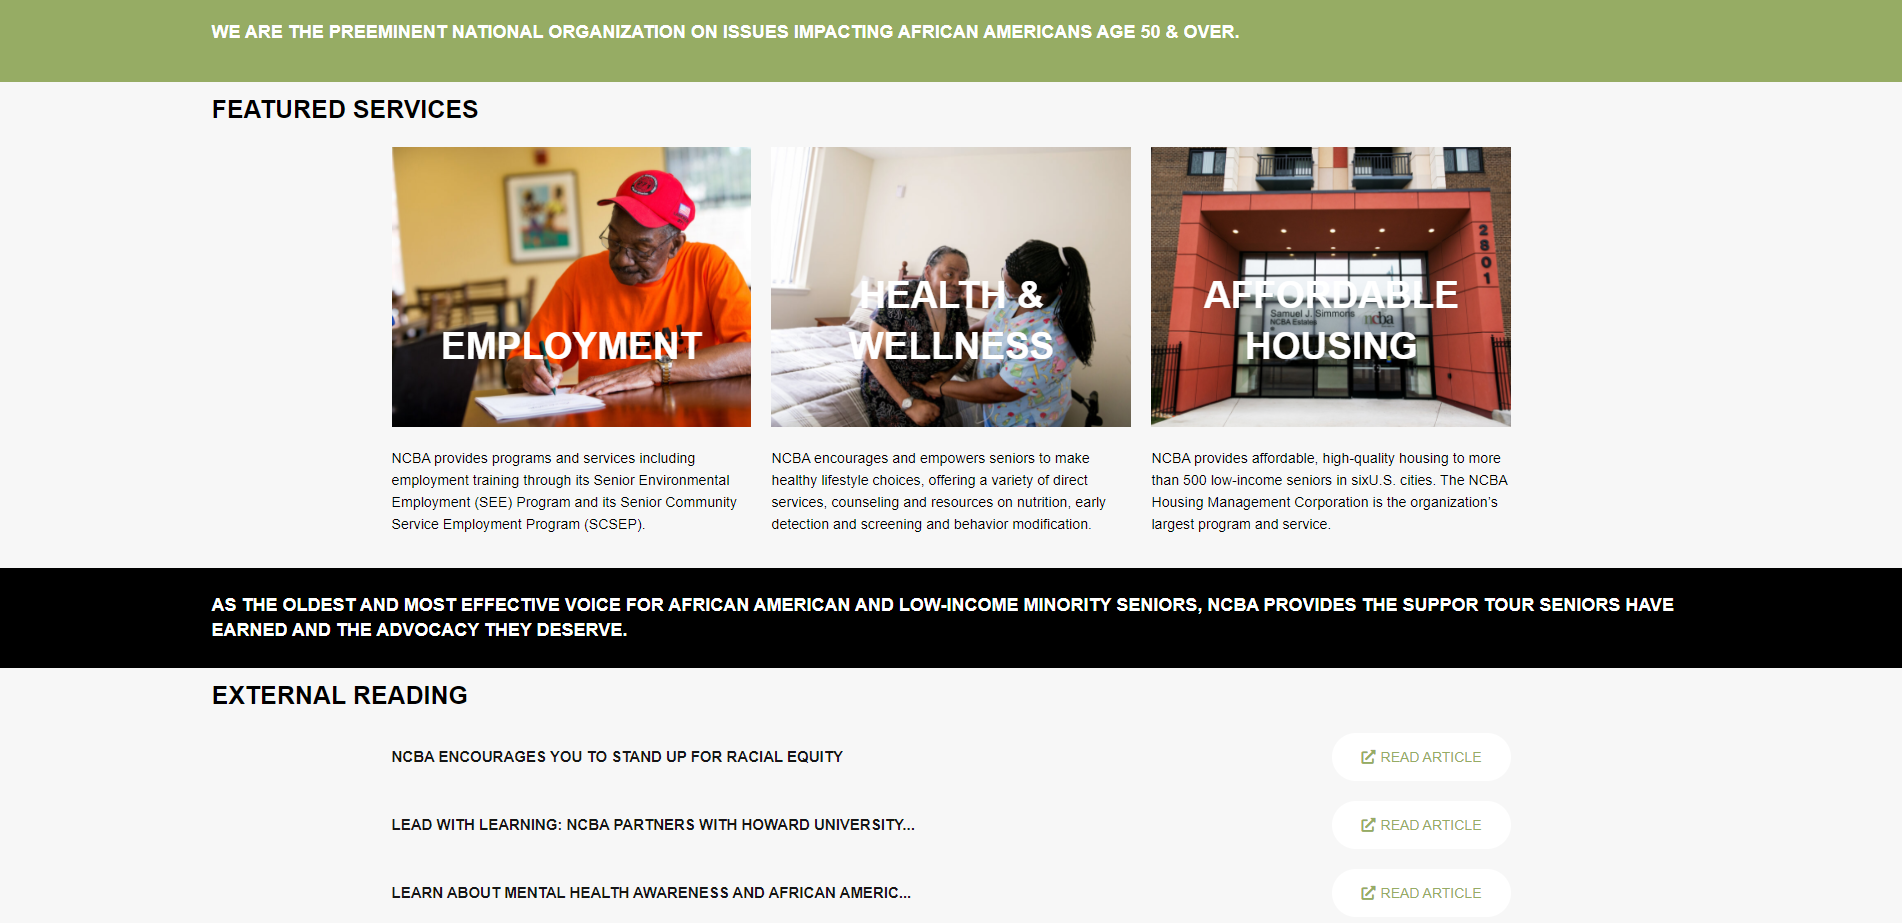 WE ARE THE PREEMINENT NATIONAL ORGANIZATION ON ISSUES IMPACTING AFRICAN AMERICANS AGE 50 & OVER.
FEATURED SERVICES
EMPLOYMENT
HEALTH &
WELLNESS
2801
AFFORDABLE
Samuel J. Simmons
NCBA Estates
ncba
HOUSING
NCBA provides programs and services including
employment training through its Senior Environmental
Employment (SEE) Program and its Senior Community
Service Employment Program (SCSEP).
NCBA encourages and empowers seniors to make
healthy lifestyle choices, offering a variety of direct
services, counseling and resources on nutrition, early
detection and screening and behavior modification.
NCBA provides affordable, high-quality housing to more
than 500 low-income seniors in sixU.S. cities. The NCBA
Housing Management Corporation is the organization’s
largest program and service.
AS THE OLDEST AND MOST EFFECTIVE VOICE FOR AFRICAN AMERICAN AND LOW-INCOME MINORITY SENIORS, NCBA PROVIDES THE SUPPOR TOUR SENIORS HAVE
EARNED AND THE ADVOCACY THEY DESERVE.
EXTERNAL READING
NCBA ENCOURAGES YOU TO STAND UP FOR RACIAL EQUITY
READ ARTICLE
LEAD WITH LEARNING: NCBA PARTNERS WITH HOWARD UNIVERSITY...
READ ARTICLE
LEARN ABOUT MENTAL HEALTH AWARENESS AND AFRICAN AMERIC...
READ ARTICLE